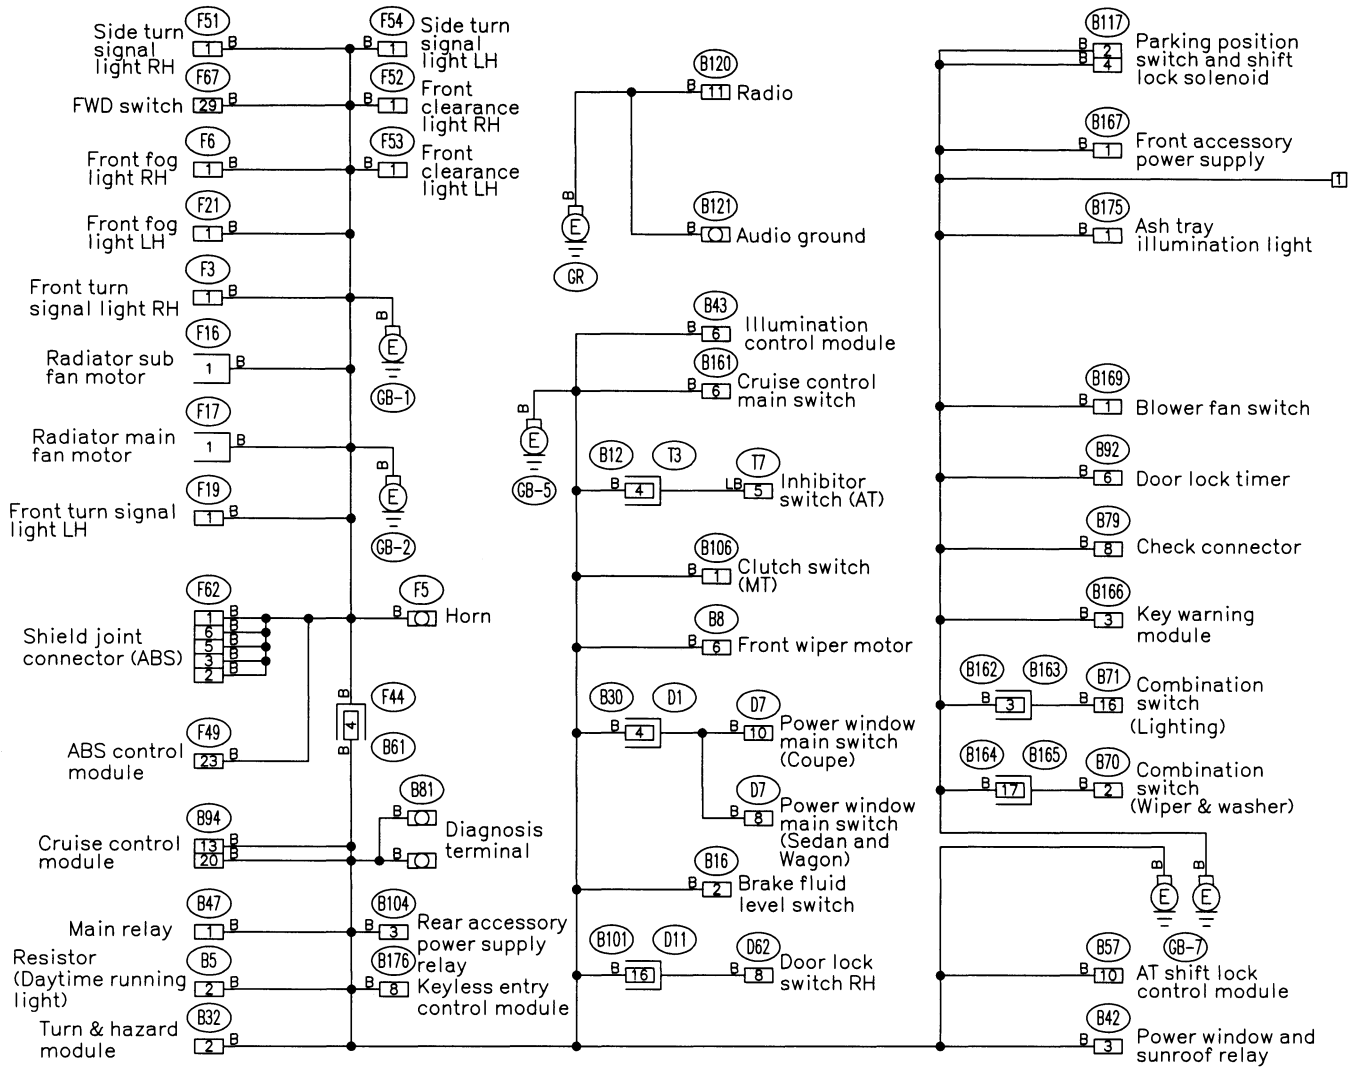 F51
Side turn
signal
light RH
1
B
F54
B
1
Side turn
signal
light LH
F67
FWD switch
29
B
F52
B
1
Front
clearance
light RH
F6
Front fog
light RH
1
B
F53
B
1
Front
clearance
light LH
F21
Front fog
light LH
1
B
F3
Front turn
signal light RH
1
B
B
E
GB-1
F16
Radiator sub
fan motor
1
B
F17
Radiator main
fan motor
1
B
B
E
GB-2
F19
Front turn signal
light LH
1
B
F62
Shield joint
connector (ABS)
1
B
6
B
5
B
3
B
2
B
F5
B
Horn
F49
ABS control
module
23
B
B
F44
4
B
B61
B94
Cruise control
module
13
B
20
B
B81
B
B
Diagnosis
terminal
B47
Main relay
1
B
B104
B
3
Rear accessory
power supply
relay
B5
Resistor
(Daytime running
light)
2
B
B176
B
8
Keyless entry
control module
B32
Turn & hazard
module
2
B
B120
B
11
Radio
B
E
GR
B121
B
Audio ground
B43
B
6
Illumination
control module
B161
B
6
Cruise control
main switch
B
E
GB-5
B12
T3
B
4
T7
LB
5
Inhibitor
switch (AT)
B106
B
1
Clutch switch
(MT)
B8
B
6
Front wiper motor
B30
D1
B
4
D7
B
10
Power window
main switch
(Coupe)
D7
B
8
Power window
main switch
(Sedan and
Wagon)
B16
B
2
Brake fluid
level switch
B101
D11
B
16
D62
B
8
Door lock
switch RH
B117
B
2
B
4
Parking position
switch and shift
lock solenoid
B167
B
1
Front accessory
power supply
1
B175
B
1
Ash tray
illumination light
B169
B
1
Blower fan switch
B92
B
6
Door lock timer
B79
B
8
Check connector
B166
B
3
Key warning
module
B162
B163
B
3
B71
B
16
Combination
switch
(Lighting)
B164
B165
B
17
B70
B
2
Combination
switch
(Wiper & washer)
B
B
E
E
GB-7
B57
B
10
AT shift lock
control module
B42
B
3
Power window and
sunroof relay